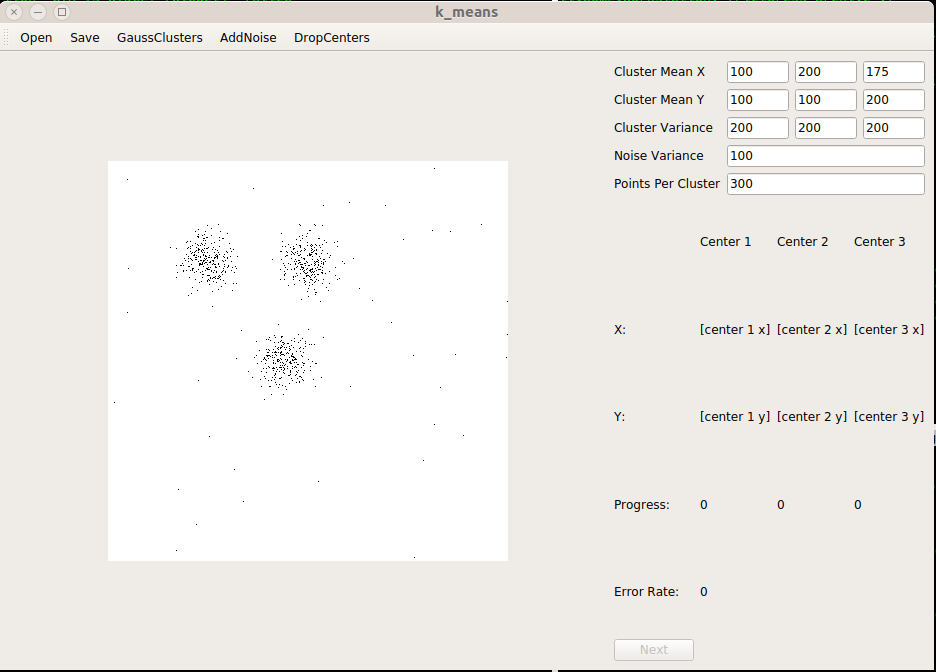 k_means
Open Save GaussClusters AddNoise DropCenters
Cluster Mean X 100 200 175
Cluster Mean Y 100 100 200
Cluster Variance 200 200 200
Noise Variance 100
Points Per Cluster 300
Center 1 Center 2 Center 3
X: [center 1 x] [center 2 x] [center 3 x]
Y: [center 1 y] [center 2 y] [center 3 y]
Progress: 0 0 0
Error Rate: 0
Next